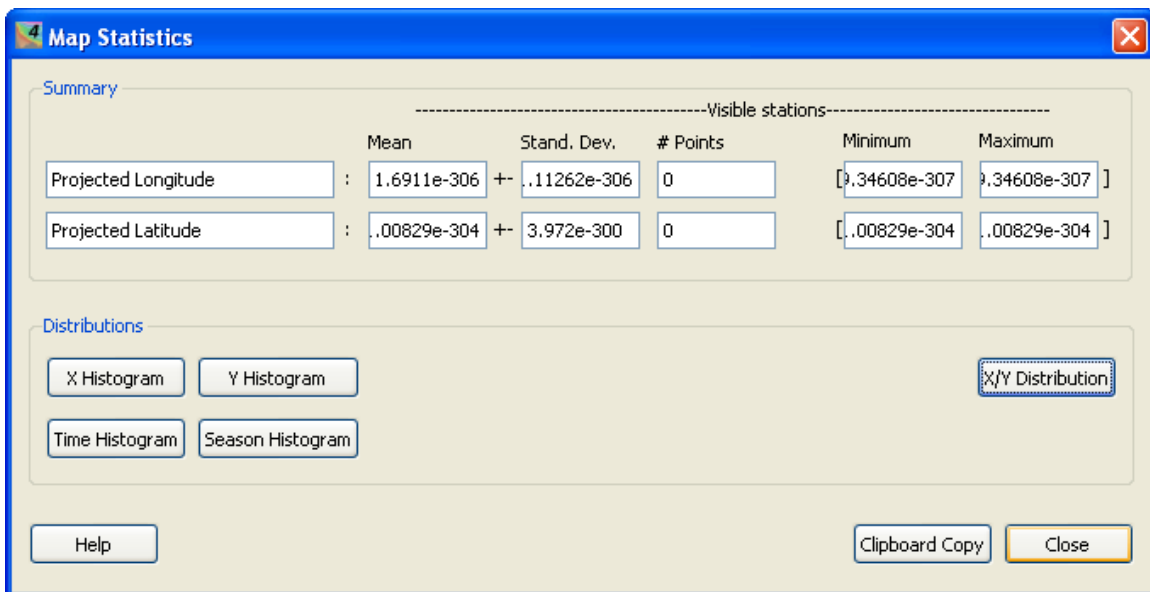 4 Map Statistics
Summary
-------------------------------------------Visible stations---------------------------------
Mean Stand. Dev. # Points Minimum Maximum
Projected Longitude : 1.6911e-306 +- ..11262e-306 0 [9.34608e-307 9.34608e-307 ]
Projected Latitude : ..00829e-304 +- 3.972e-300 0 [..00829e-304 ..00829e-304 ]
Distributions
X Histogram Y Histogram X/Y Distribution
Time Histogram Season Histogram
Help Clipboard Copy Close